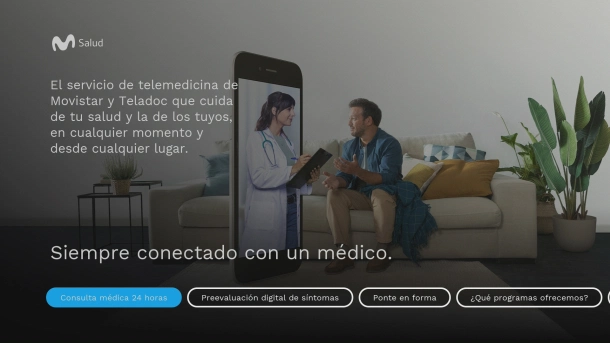 Salud
El servicio de telemedicina de
Movistar y Teladoc que cuida
de tu salud y la de los tuyos,
en cualquier momento y
desde cualquier lugar.
Siempre conectado con un médico.
Consulta médica 24 horas
Preevaluación digital de síntomas
Ponte en forma
¿Qué programas ofrecemos?